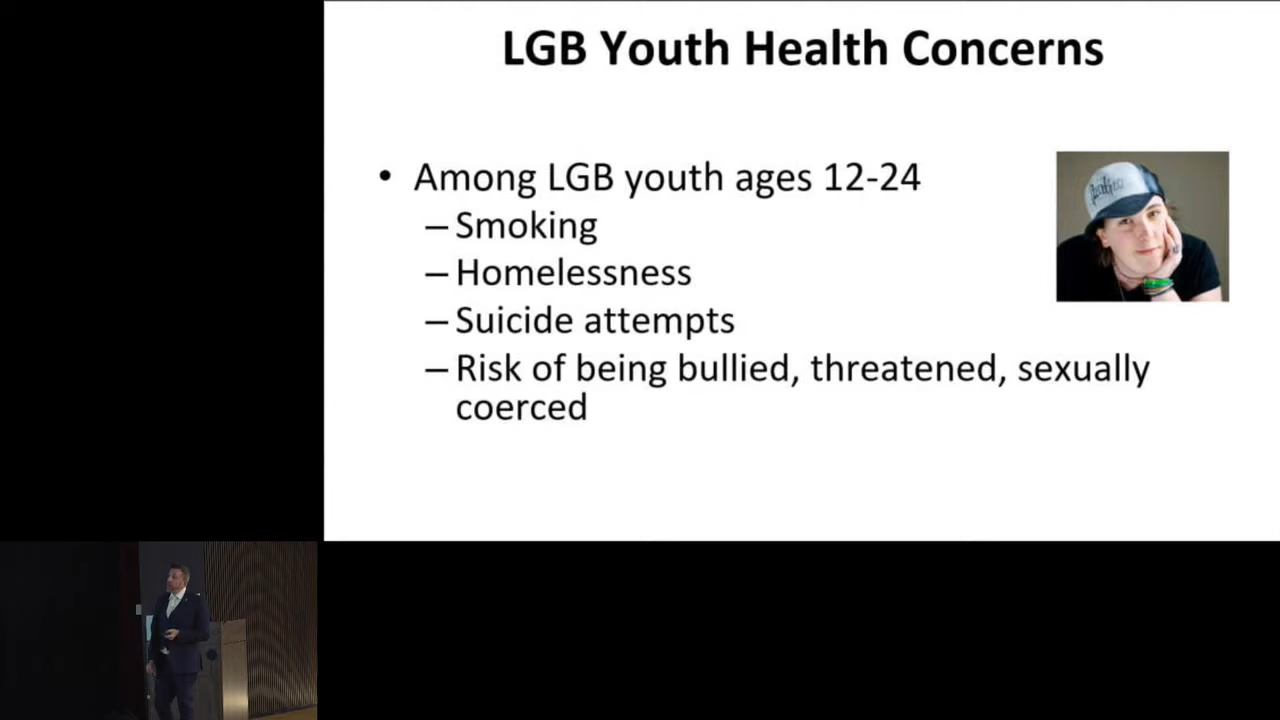 LGB Youth Health Concerns
• Among LGB youth ages 12-24
– Smoking
– Homelessness
– Suicide attempts
– Risk of being bullied, threatened, sexually
coerced